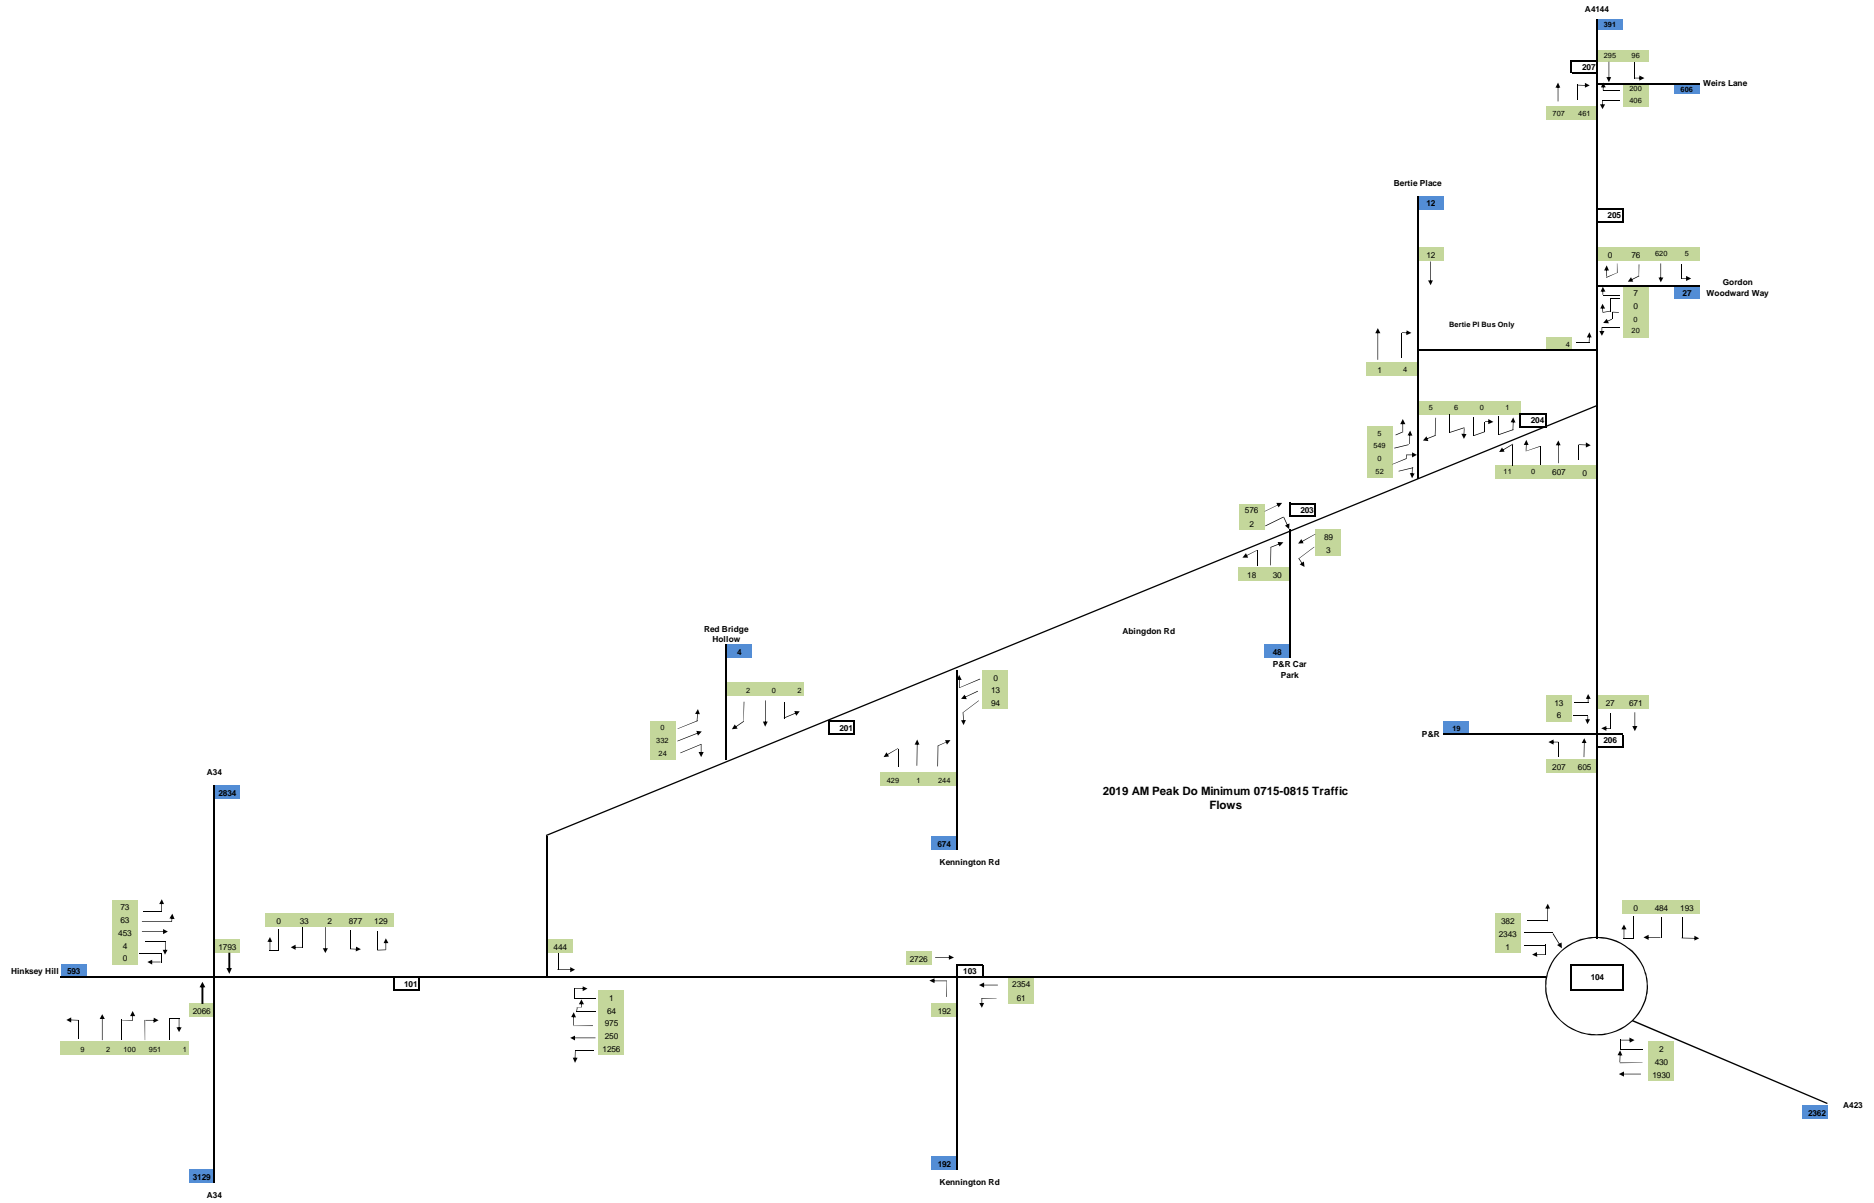 A4144
391
295 96
207
Weirs Lane
200
606
406
707 461
Bertie Place
12
205
12
0 76 620 5
Gordon
Woodward Way
7
27
0
0
20
Bertie Pl Bus Only
4
1 4
5 6 0 1
204
5
549
0
52
11 0 607 0
576
203
2
89
3
18 30
Abingdon Rd
Red Bridge
Hollow
4
48
P&R Car
Park
0
13
94
2 0 2
13
6
27 671
0
332
24
201
P&R
19
206
207 605
429 1 244
A34
2834
2019 AM Peak Do Minimum 0715-0815 Traffic
Flows
674
Kennington Rd
73
63
453
4
0
0 33 2 877 129
1793
444
382
2343
1
0 484 193
2726
Hinksey Hill
593
103
101
104
2354
61
2066
192
1
64
975
250
1256
9 2 100 951 1
2
430
1930
A423
2362
3129
192
Kennington Rd
A34